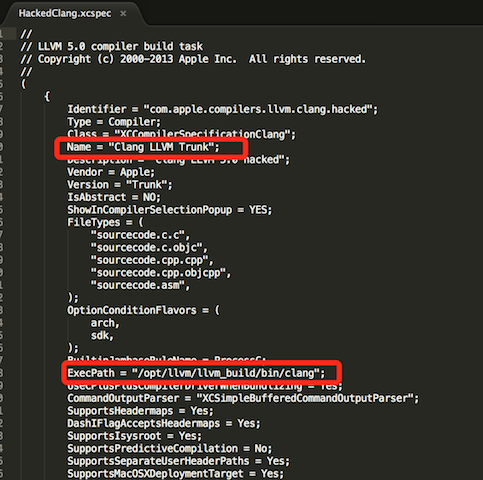 HackedClang.xcspec ×
//
// LLVM 5.0 compiler build task
// Copyright (c) 2000-2013 Apple Inc. All rights reserved.
//
(
{
Identifier = "com.apple.compilers.llvm.clang.hacked";
Type = Compiler;
Class = "XCCompilerSpecificationClang";
Name = "Clang LLVM Trunk";
Description = "Clang LLVM 5.0 hacked";
Vendor = Apple;
Version = "Trunk";
IsAbstract = NO;
ShowInCompilerSelectionPopup = YES;
FileTypes = (
"sourcecode.c.c",
"sourcecode.c.objc",
"sourcecode.cpp.cpp",
"sourcecode.cpp.objcpp",
"sourcecode.asm",
);
OptionConditionFlavors = (
arch,
sdk,
);
BuiltinJambaseRuleName = ProcessC;
ExecPath = "/opt/llvm/llvm_build/bin/clang";
UseCPlusPlusCompilerDriverWhenBundlizing = Yes;
CommandOutputParser = "XCSimpleBufferedCommandOutputParser";
SupportsHeadermaps = Yes;
DashIFlagAcceptsHeadermaps = Yes;
SupportsIsysroot = Yes;
SupportsPredictiveCompilation = No;
SupportsSeparateUserHeaderPaths = Yes;
SupportsMacOSXDeploymentTarget = Yes;